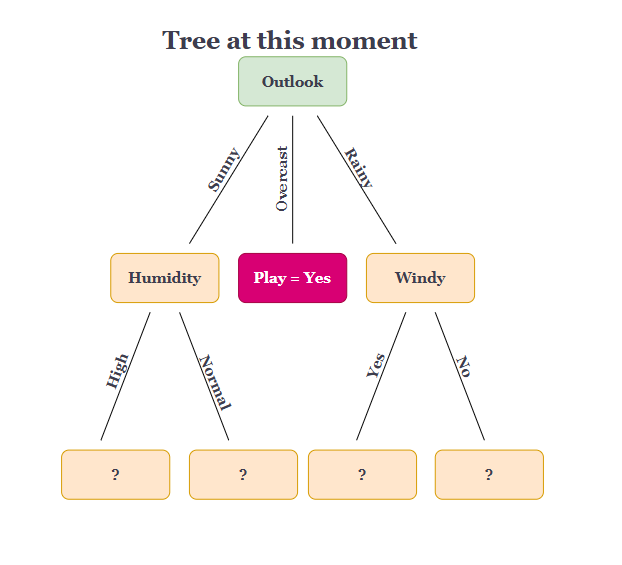 Tree at this moment
Outlook
Sunny
Overcast
Rainy
Humidity
Play = Yes
Windy
High
Normal
Yes
No
?
?
?
?